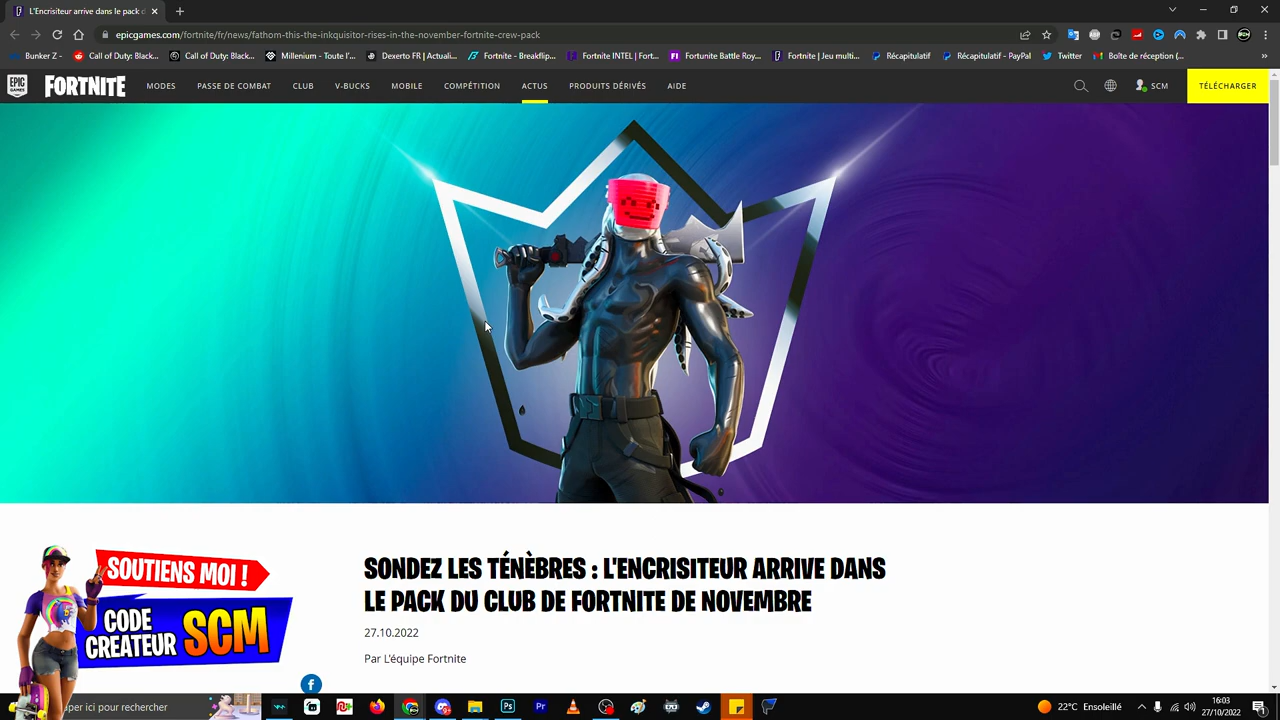 L'Encrisiteur arrive dans le pack d
epicgames.com/fortnite/fr/news/fathom-this-the-inkquisitor-rises-in-the-november-fortnite-crew-pack
Bunker Z - Call of Duty: Black... Call of Duty: Black... Millenium - Toute l'... Dexerto FR | Actuali... Fortnite - Breakflip... Fortnite INTEL | Fort... Fortunite Battle Roy... Fortnite | Jeu multi... Récapitulatif Récapitulatif - PayPal Twitter Boîte de réception (...
EPIC GAMES FORTNITE MODES PASSE DE COMBAT CLUB V-BUCKS MOBILE COMPÉTITION ACTUS PRODUITS DÉRIVÉS AIDE SCM TÉLÉCHARGER
SONDEZ LES TÉNÈBRES : L'ENCRISITEUR ARRIVE DANS
LE PACK DU CLUB DE FORTNITE DE NOVEMBRE
27.10.2022
Par L'équipe Fortnite
SOUTIENS MOI !
CODE
CREATEUR SCM
per ici pour rechercher
22°C Ensoleillé
16:03
27/10/2022